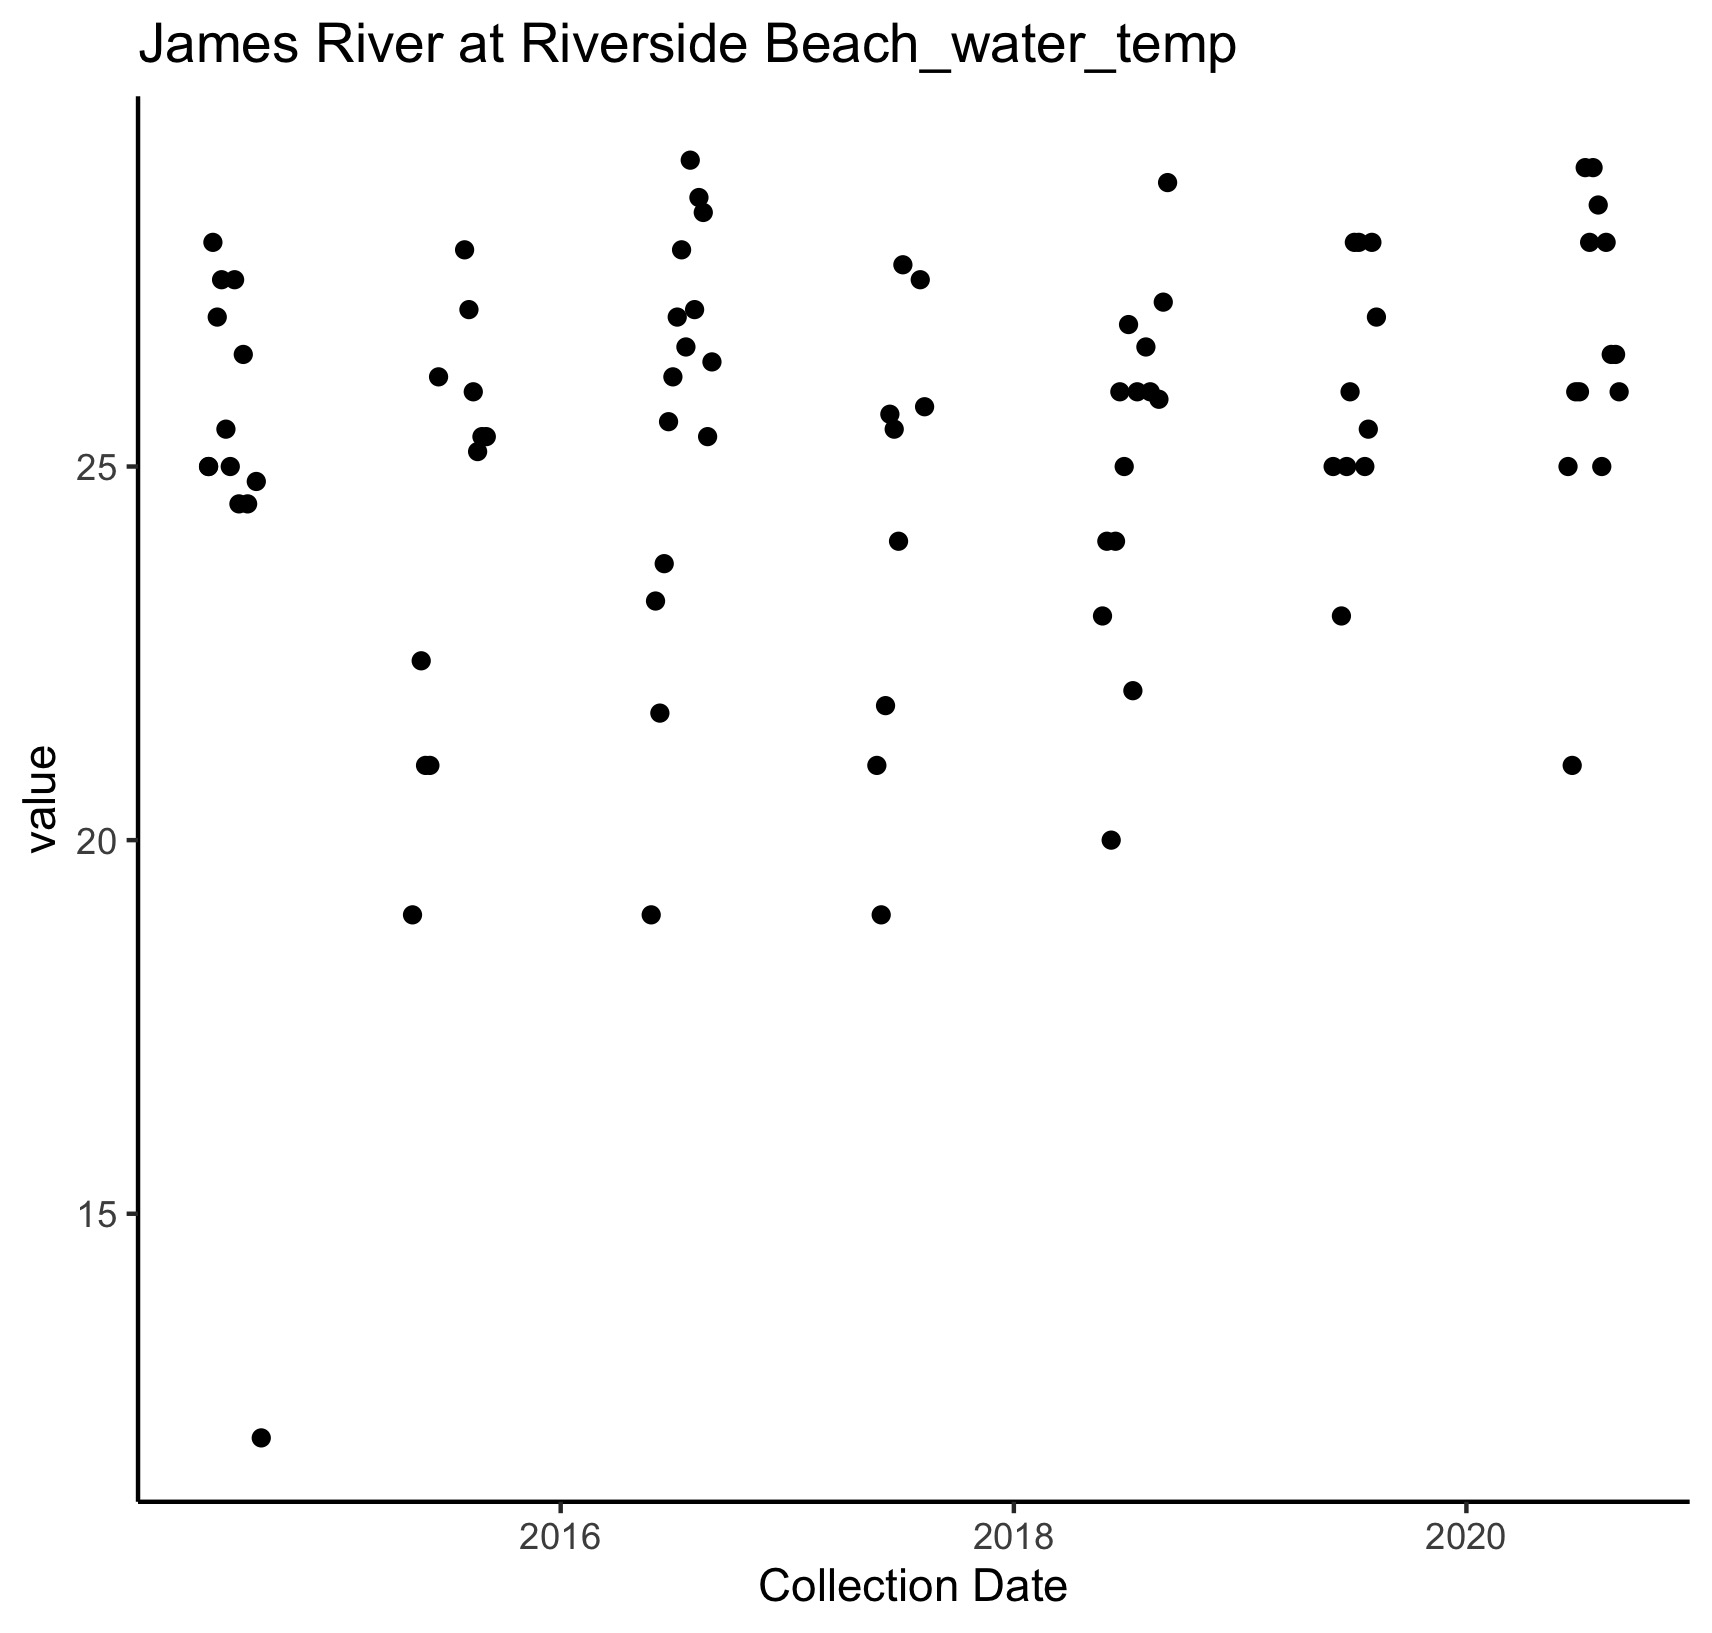 James River at Riverside Beach_water_temp
value
25
20
15
2016 2018 2020
Collection Date